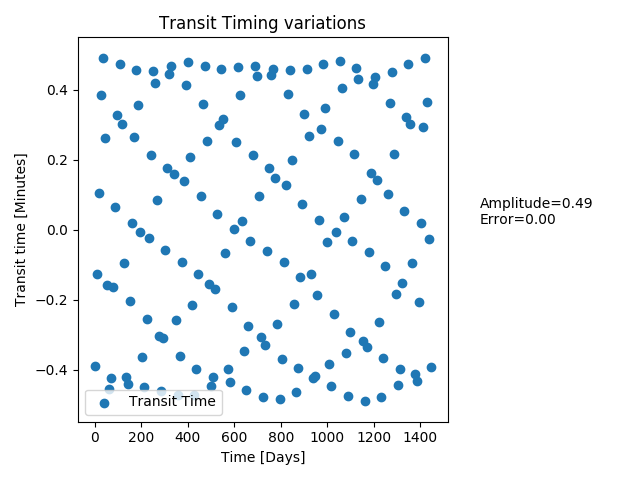 Transit Timing variations
Transit time [Minutes]
0.4
0.2
0.0
−0.2
−0.4
Amplitude=0.49
Error=0.00
Transit Time
0 200 400 600 800 1000 1200 1400
Time [Days]